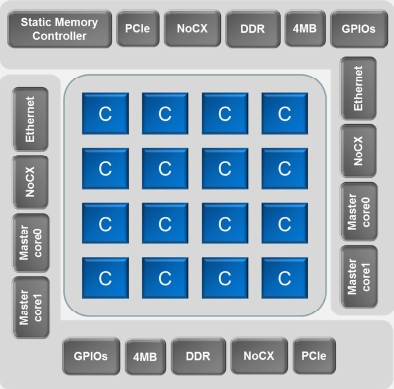 Static Memory
Controller
PCIe
NoCX
DDR
4MB
GPIOs
Ethernet
NoCX
Master
core0
Master
core1
C C C C
C C C C
C C C C
C C C C
Ethernet
NoCX
Master
core0
Master
core1
GPIOs
4MB
DDR
NoCX
PCIe